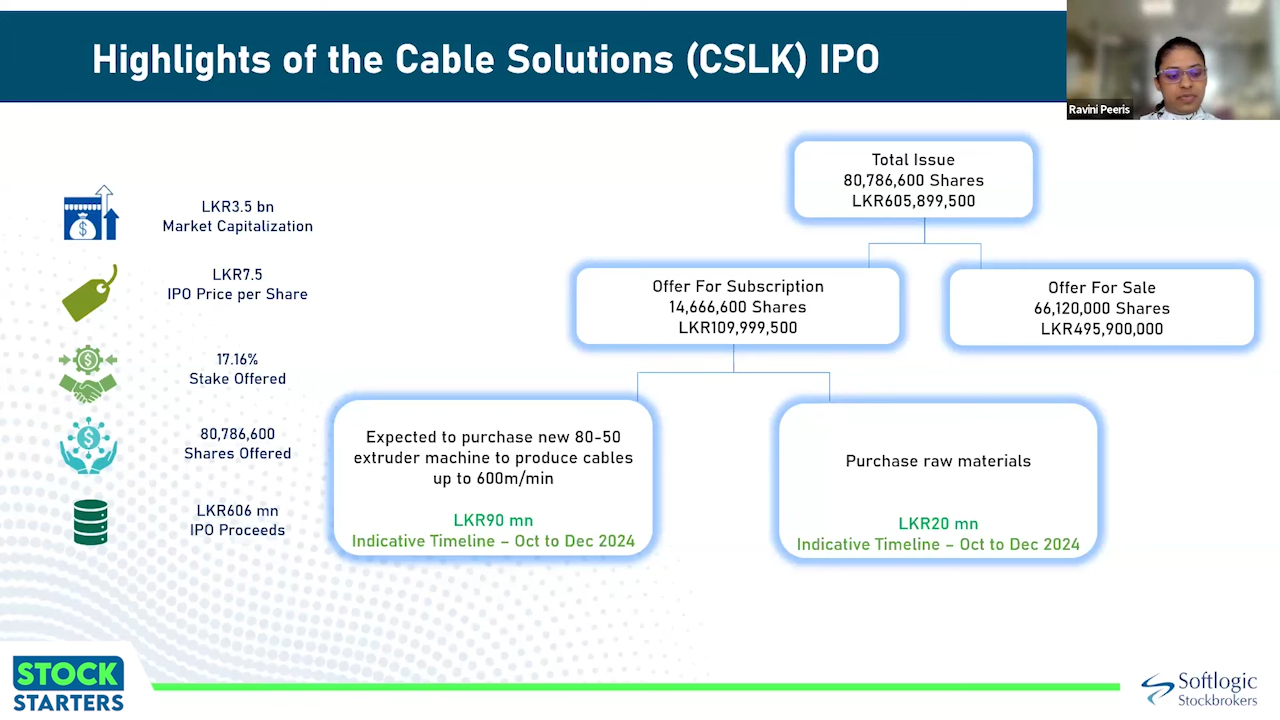 Highlights of the Cable Solutions (CSLK) IPO
Ravini Peeris
LKR3.5 bn
Market Capitalization
LKR7.5
IPO Price per Share
17.16%
Stake Offered
80,786,600
Shares Offered
LKR606 mn
IPO Proceeds
Total Issue
80,786,600 Shares
LKR605,899,500
Offer For Subscription
14,666,600 Shares
LKR109,999,500
Offer For Sale
66,120,000 Shares
LKR495,900,000
Expected to purchase new 80-50
extruder machine to produce cables
up to 600m/min
LKR90 mn
Indicative Timeline – Oct to Dec 2024
Purchase raw materials
LKR20 mn
Indicative Timeline – Oct to Dec 2024
STOCK
STARTERS
Softlogic
Stockbrokers